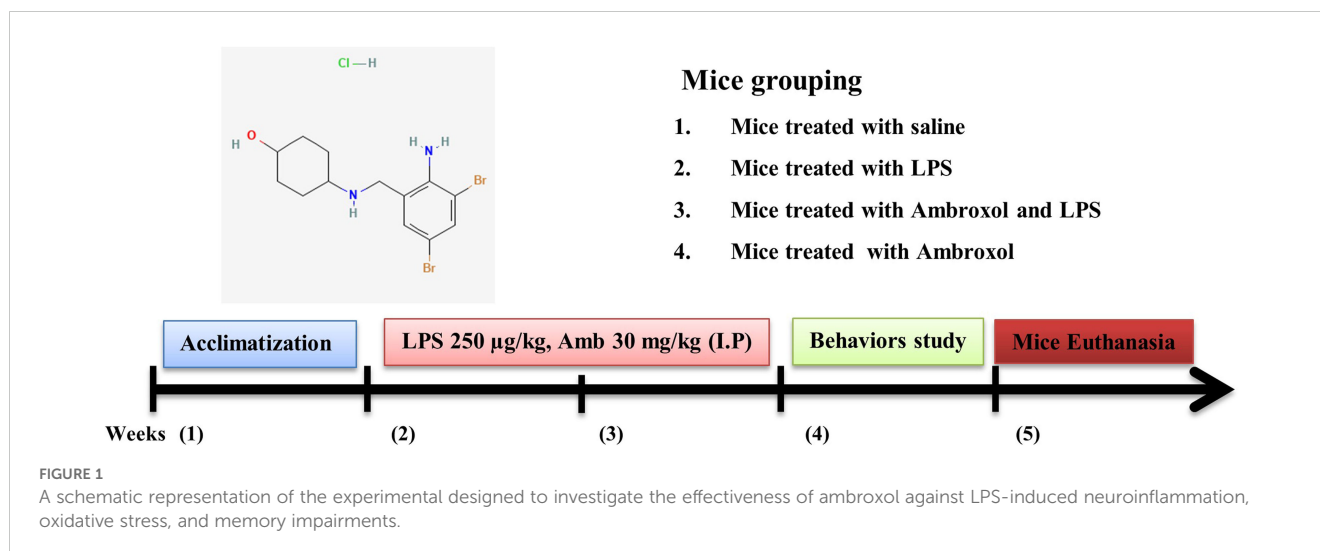 Cl—H
H O
H H
N
N
H
Br
Br
Mice grouping
1. Mice treated with saline
2. Mice treated with LPS
3. Mice treated with Ambroxol and LPS
4. Mice treated with Ambroxol
Acclimatization
LPS 250 µg/kg, Amb 30 mg/kg (I.P)
Behaviors study
Mice Euthanasia
Weeks (1) (2) (3) (4) (5)
FIGURE 1
A schematic representation of the experimental designed to investigate the effectiveness of ambroxol against LPS-induced neuroinflammation,
oxidative stress, and memory impairments.